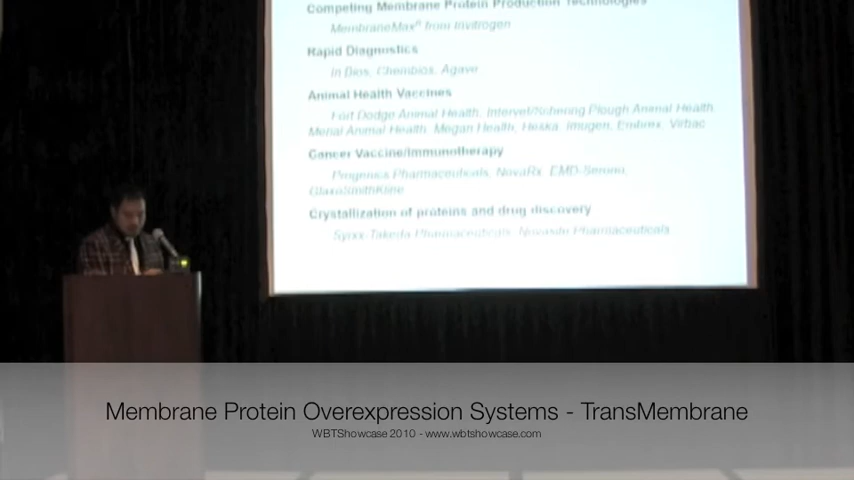 Competing Membrane Protein Production Technologies
MembraneMax® from Invitrogen
Rapid Diagnostics
In Bios, Chembios, Agave
Animal Health Vaccines
Fort Dodge Animal Health, Intervet/Schering Plough Animal Health
Merial Animal Health, Megan Health, Heska, Imugen, Embrex, Virbac
Cancer Vaccine/Immunotherapy
Progenics Pharmaceuticals, NovaRx, EMD-Serono,
GlaxoSmithKline
Crystallization of proteins and drug discovery
Syrxx-Takeda Pharmaceuticals, Pharmaceuticals
Membrane Protein Overexpression Systems - TransMembrane
WBTShowcase 2010 - www.wbtshowcase.com